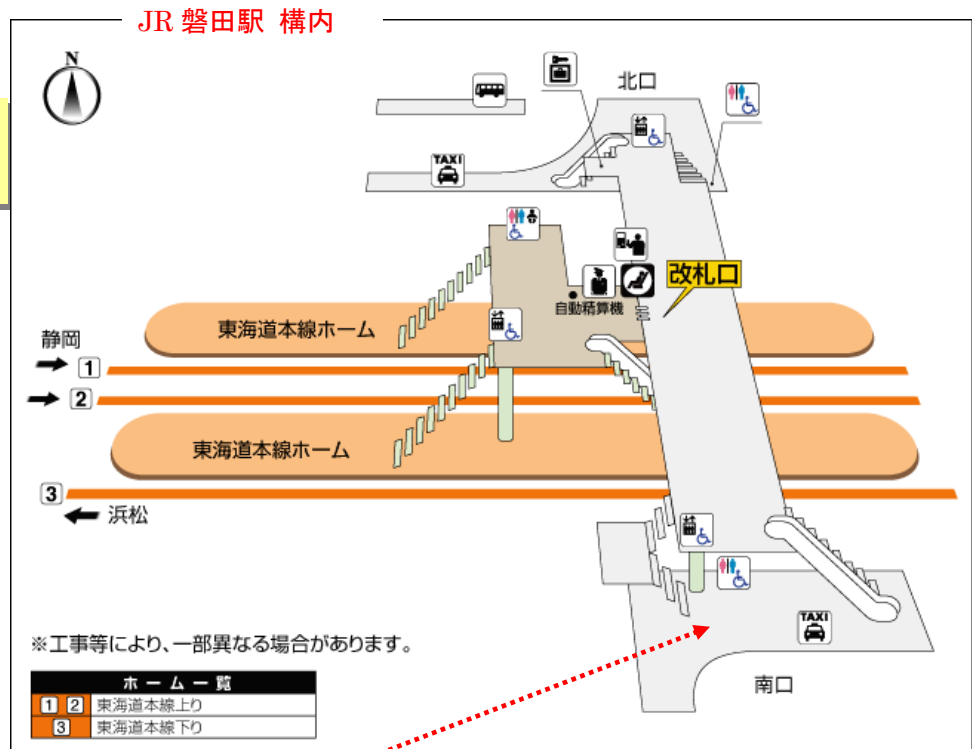 JR 磐田駅 構内
N
北口
TAXI
改札口
自動精算機
東海道本線ホーム
静岡
1
2
東海道本線ホーム
3
浜松
TAXI
南口
※工事等により、一部異なる場合があります。
ホーム一覧
1 2 東海道本線上り
3 東海道本線下り